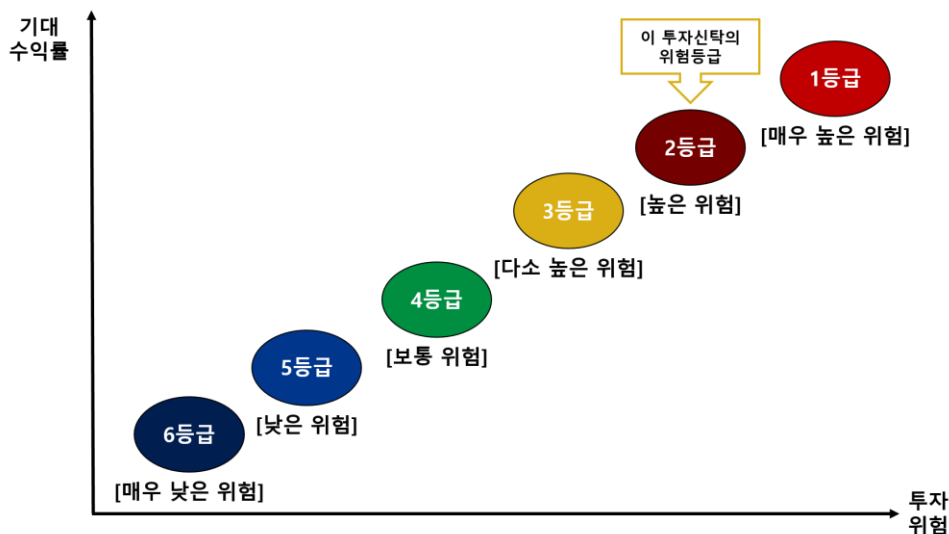 기대
수익률
이 투자신탁의
위험등급
1등급
[매우 높은 위험]
2등급
[높은 위험]
3등급
[다소 높은 위험]
4등급
[보통 위험]
5등급
[낮은 위험]
6등급
[매우 낮은 위험]
투자
위험